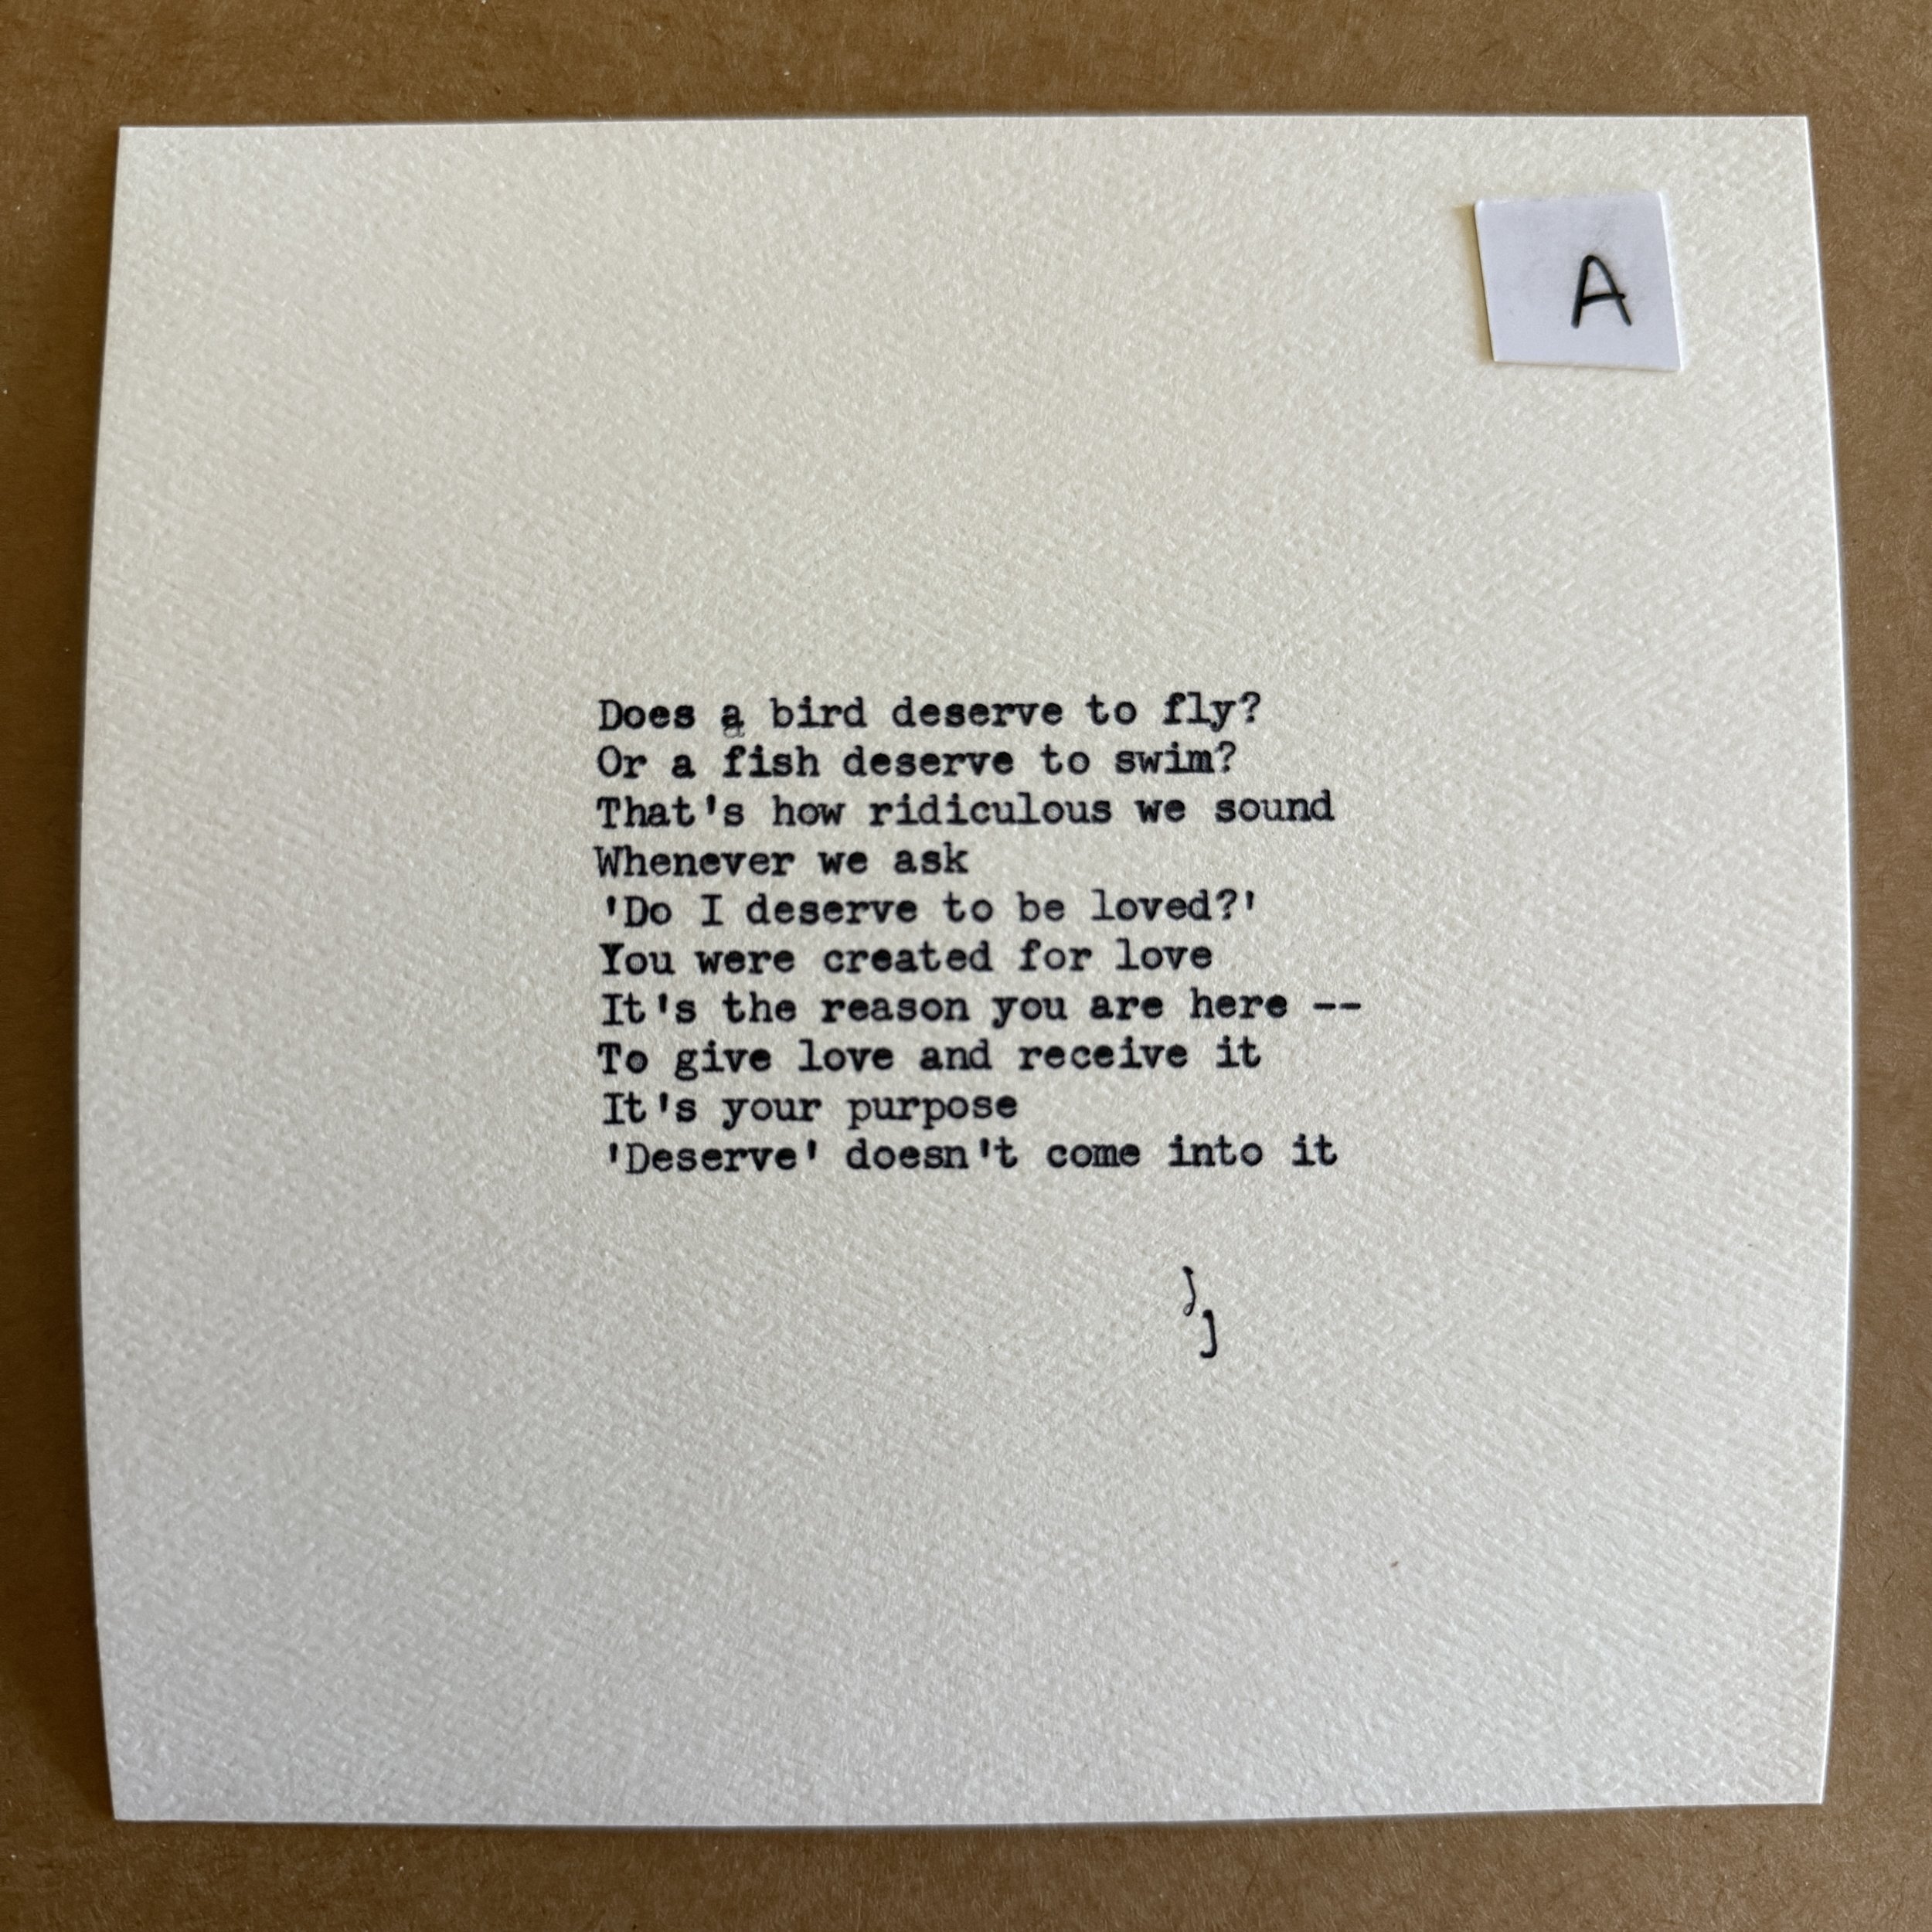 A
Does a bird deserve to fly?
Or a fish deserve to swim?
That's how ridiculous we sound
Whenever we ask
'Do I deserve to be loved?'
You were created for love
It's the reason you are here --
To give love and receive it
It's your purpose
'Deserve' doesn't come into it